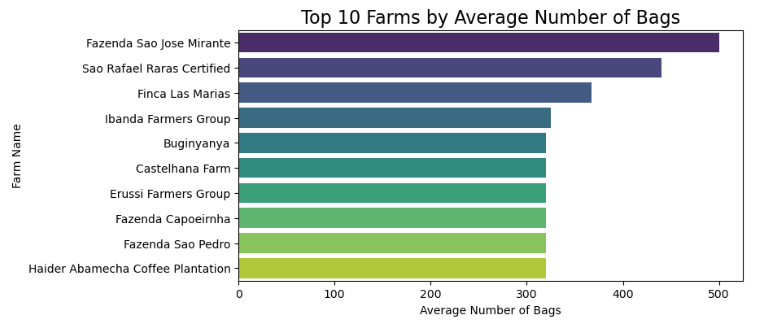 Top 10 Farms by Average Number of Bags
Fazenda Sao Jose Mirante
Sao Rafael Raras Certified
Finca Las Marias
Ibanda Farmers Group
Buginyanya
Castelhana Farm
Erussi Farmers Group
Fazenda Capoeirnha
Fazenda Sao Pedro
Haider Abamecha Coffee Plantation
Farm Name
0 100 200 300 400 500
Average Number of Bags